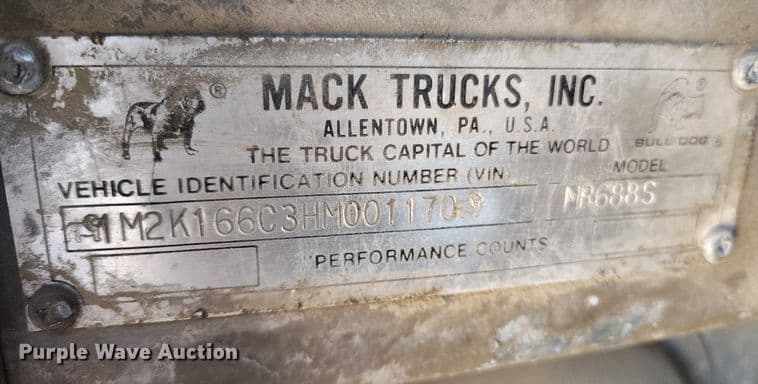 MACK TRUCKS, INC.
ALLENTOWN, PA., U.S.A.
THE TRUCK CAPITAL OF THE WORLD
BULL DOG ®
VEHICLE IDENTIFICATION NUMBER (VIN)
MODEL
1M2K166C3HM001170
MR688S
PERFORMANCE COUNTS
Purple Wave Auction